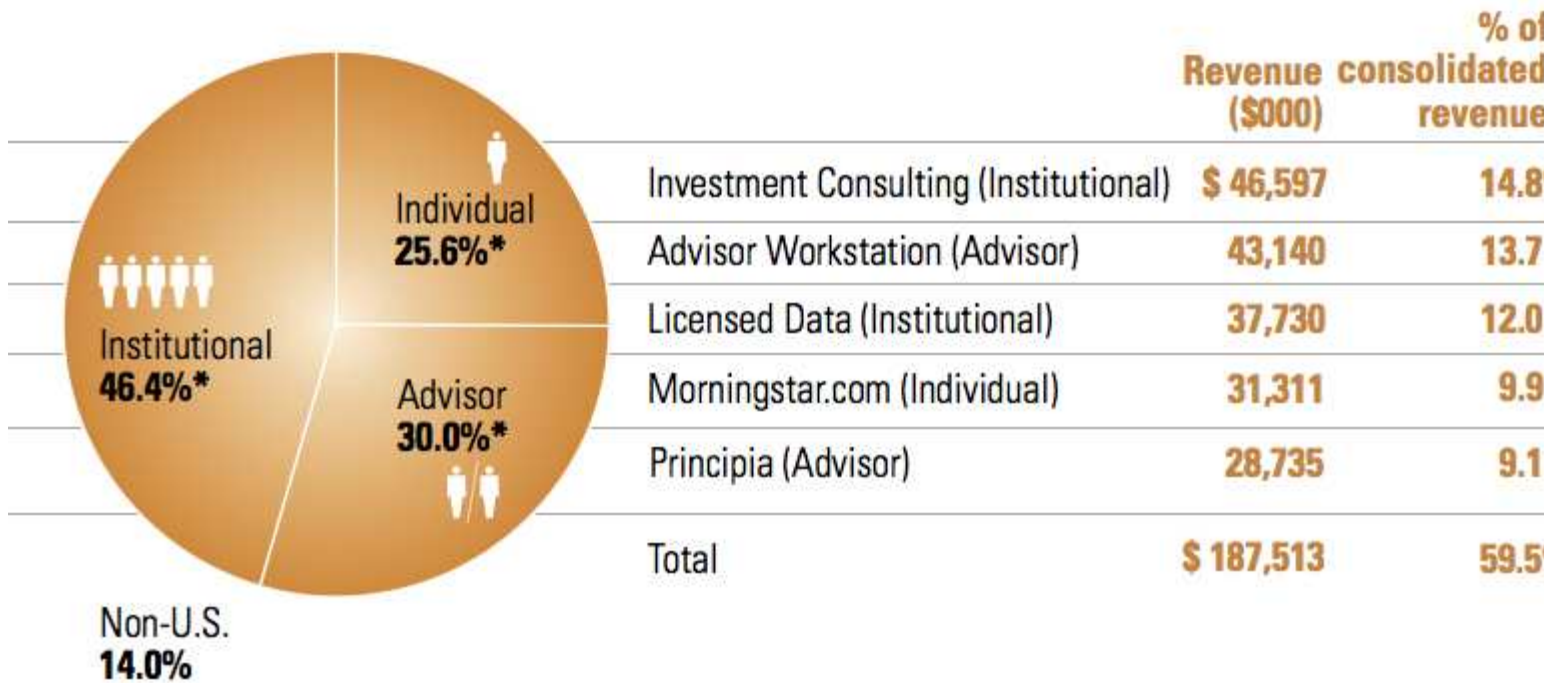 Individual
25.6%*
Institutional
46.4%*
Advisor
30.0%*
Non-U.S.
14.0%
% of
Revenue consolidated
($000) revenue
Investment Consulting (Institutional) $ 46,597 14.8
Advisor Workstation (Advisor) 43,140 13.7
Licensed Data (Institutional) 37,730 12.0
Morningstar.com (Individual) 31,311 9.9
Principia (Advisor) 28,735 9.1
Total $ 187,513 59.5